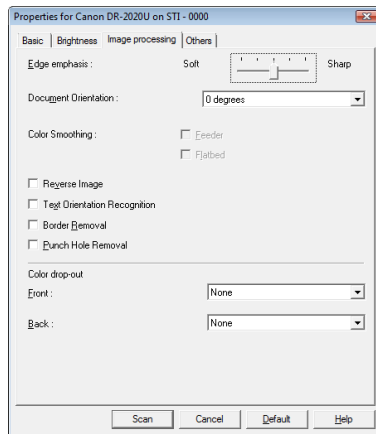 Properties for Canon DR-2020U on STI - 0000
Basic Brightness Image processing Others
Edge emphasis : Soft Sharp
Document Orientation : 0 degrees
Color Smoothing : Feeder
Flatbed
Reverse Image
Text Orientation Recognition
Border Removal
Punch Hole Removal
Color drop-out
Front : None
Back : None
Scan Cancel Default Help